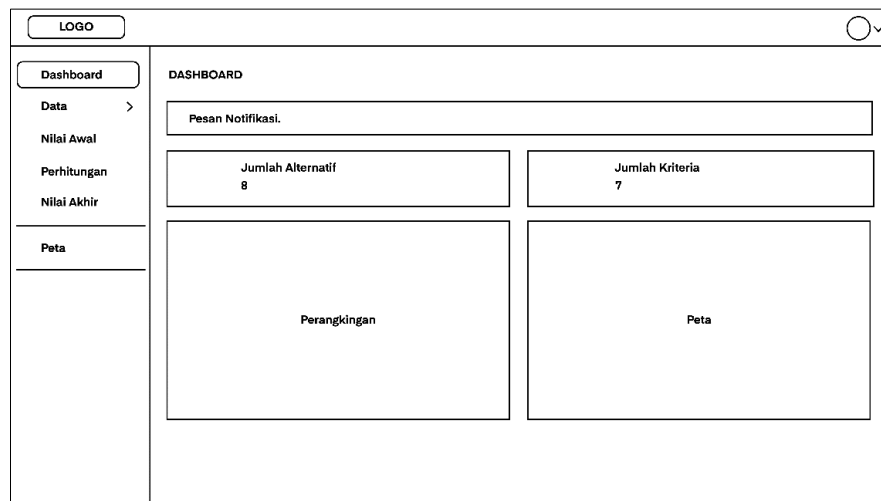 LOGO
Dashboard
Data
Nilai Awal
Perhitungan
Nilai Akhir
Peta
DASHBOARD
Pesan Notifikasi.
Jumlah Alternatif
8
Jumlah Kriteria
7
Perangkingan
Peta